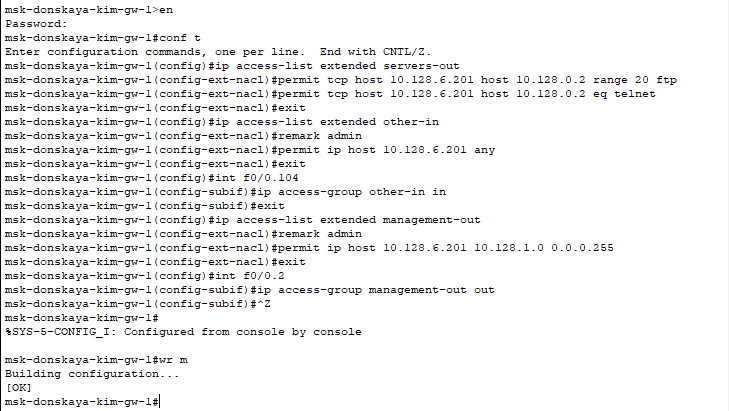 msk-donskaya-kim-gw-1>en
Password:
msk-donskaya-kim-gw-1#conf t
Enter configuration commands, one per line.  End with CNTL/Z.
msk-donskaya-kim-gw-1(config)#ip access-list extended servers-out
msk-donskaya-kim-gw-1(config-ext-nacl)#permit tcp host 10.128.6.201 host 10.128.0.2 range 20 ftp
msk-donskaya-kim-gw-1(config-ext-nacl)#permit tcp host 10.128.6.201 host 10.128.0.2 eq telnet
msk-donskaya-kim-gw-1(config-ext-nacl)#exit
msk-donskaya-kim-gw-1(config)#ip access-list extended other-in
msk-donskaya-kim-gw-1(config-ext-nacl)#remark admin
msk-donskaya-kim-gw-1(config-ext-nacl)#permit ip host 10.128.6.201 any
msk-donskaya-kim-gw-1(config-ext-nacl)#exit
msk-donskaya-kim-gw-1(config)#int f0/0.104
msk-donskaya-kim-gw-1(config-subif)#ip access-group other-in in
msk-donskaya-kim-gw-1(config-subif)#exit
msk-donskaya-kim-gw-1(config)#ip access-list extended management-out
msk-donskaya-kim-gw-1(config-ext-nacl)#remark admin
msk-donskaya-kim-gw-1(config-ext-nacl)#permit ip host 10.128.6.201 10.128.1.0 0.0.0.255
msk-donskaya-kim-gw-1(config-ext-nacl)#exit
msk-donskaya-kim-gw-1(config)#int f0/0.2
msk-donskaya-kim-gw-1(config-subif)#ip access-group management-out out
msk-donskaya-kim-gw-1(config-subif)#^Z
msk-donskaya-kim-gw-1#
%SYS-5-CONFIG_I: Configured from console by console
msk-donskaya-kim-gw-1#wr m
Building configuration...
[OK]
msk-donskaya-kim-gw-1#